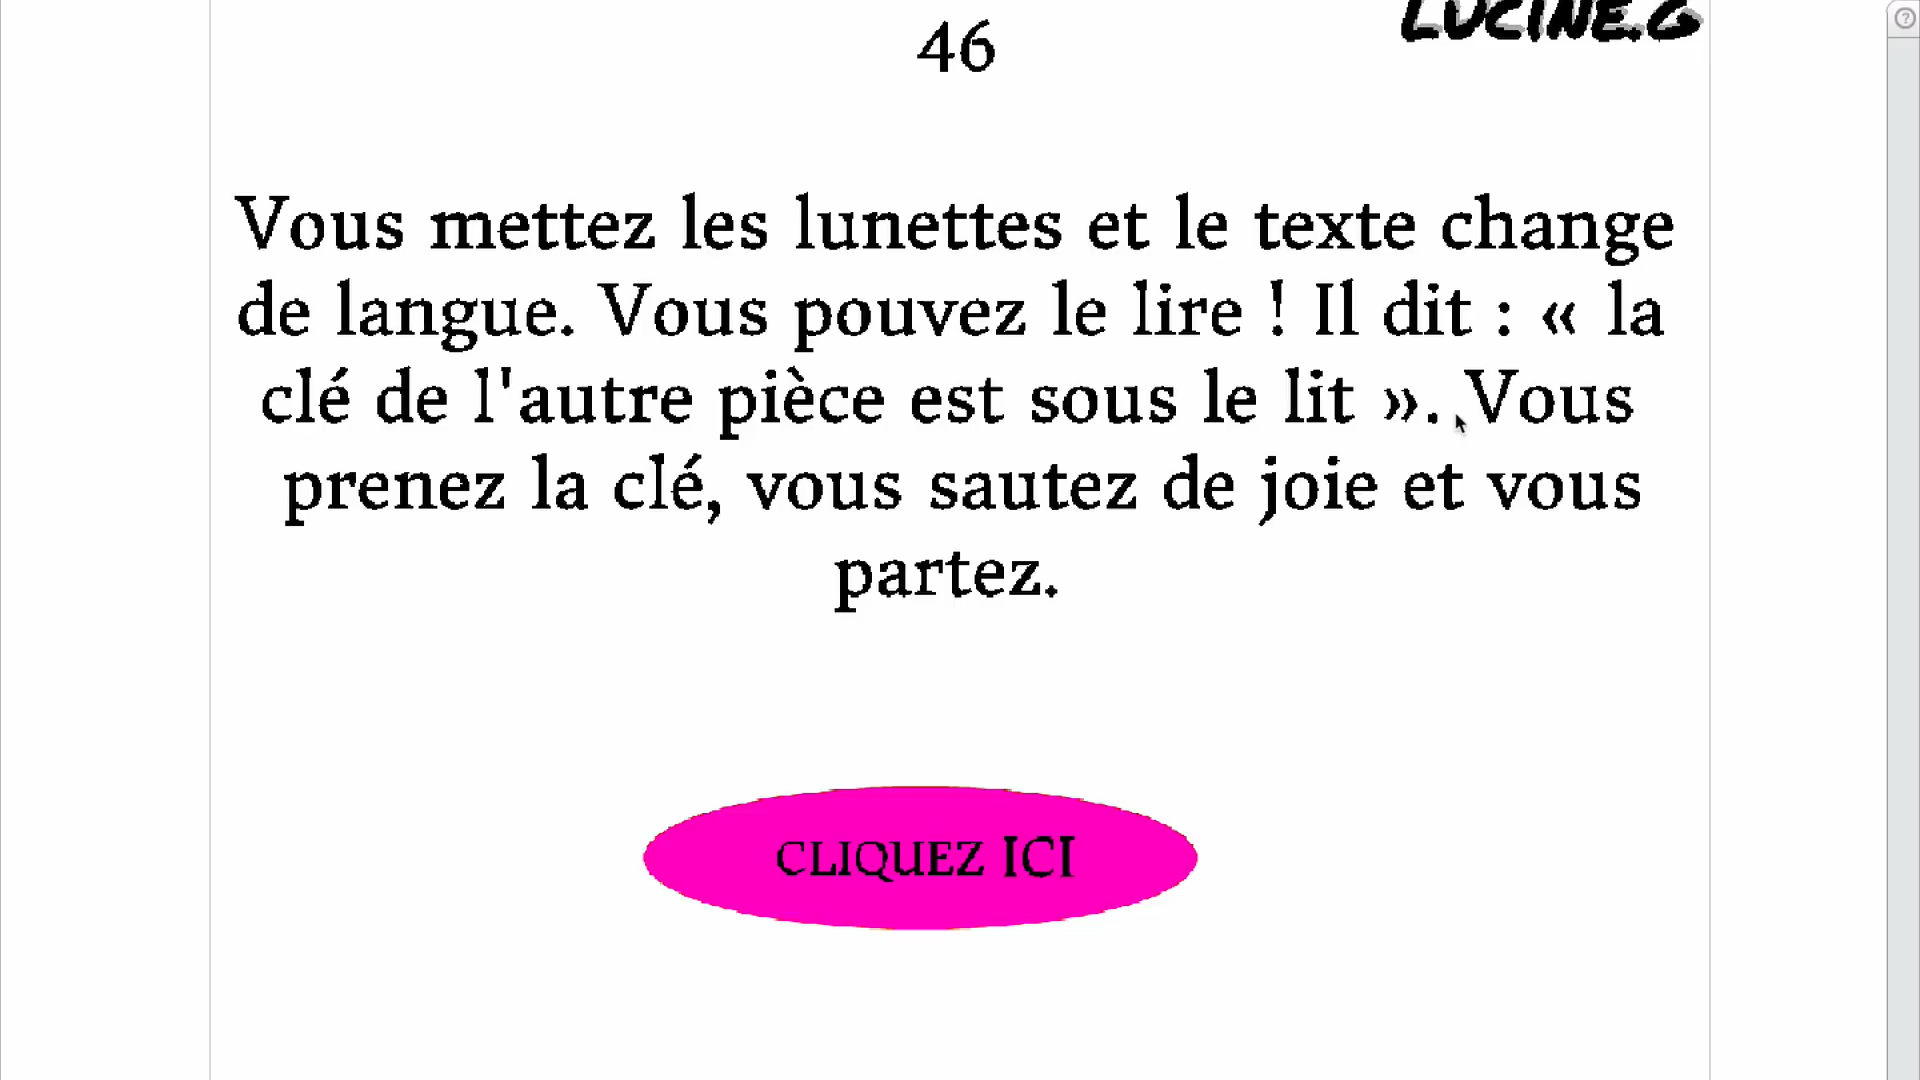 LUCINE.G
46
Vous mettez les lunettes et le texte change
de langue. Vous pouvez le lire ! Il dit : « la
clé de l'autre pièce est sous le lit ». Vous
prenez la clé, vous sautez de joie et vous
partez.
CLIQUEZ ICI